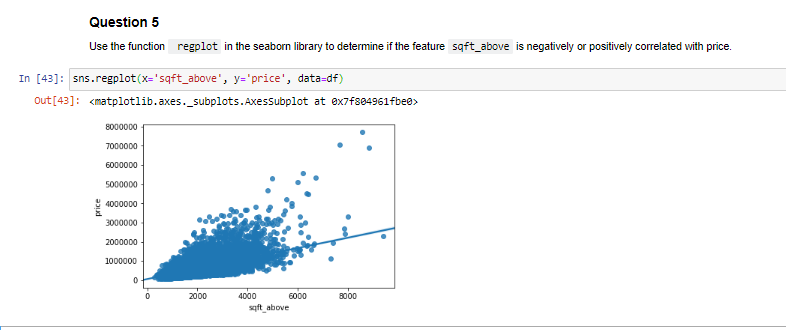 Question 5
Use the function regplot in the seaborn library to determine if the feature sqft_above is negatively or positively correlated with price.
In [43]: sns.regplot(x='sqft_above', y='price', data=df)
Out[43]: <matplotlib.axes._subplots.AxesSubplot at 0x7f804961fbe0>
8000000
7000000
6000000
5000000
4000000
3000000
2000000
1000000
0
price
0 2000 4000 6000 8000
sqft_above